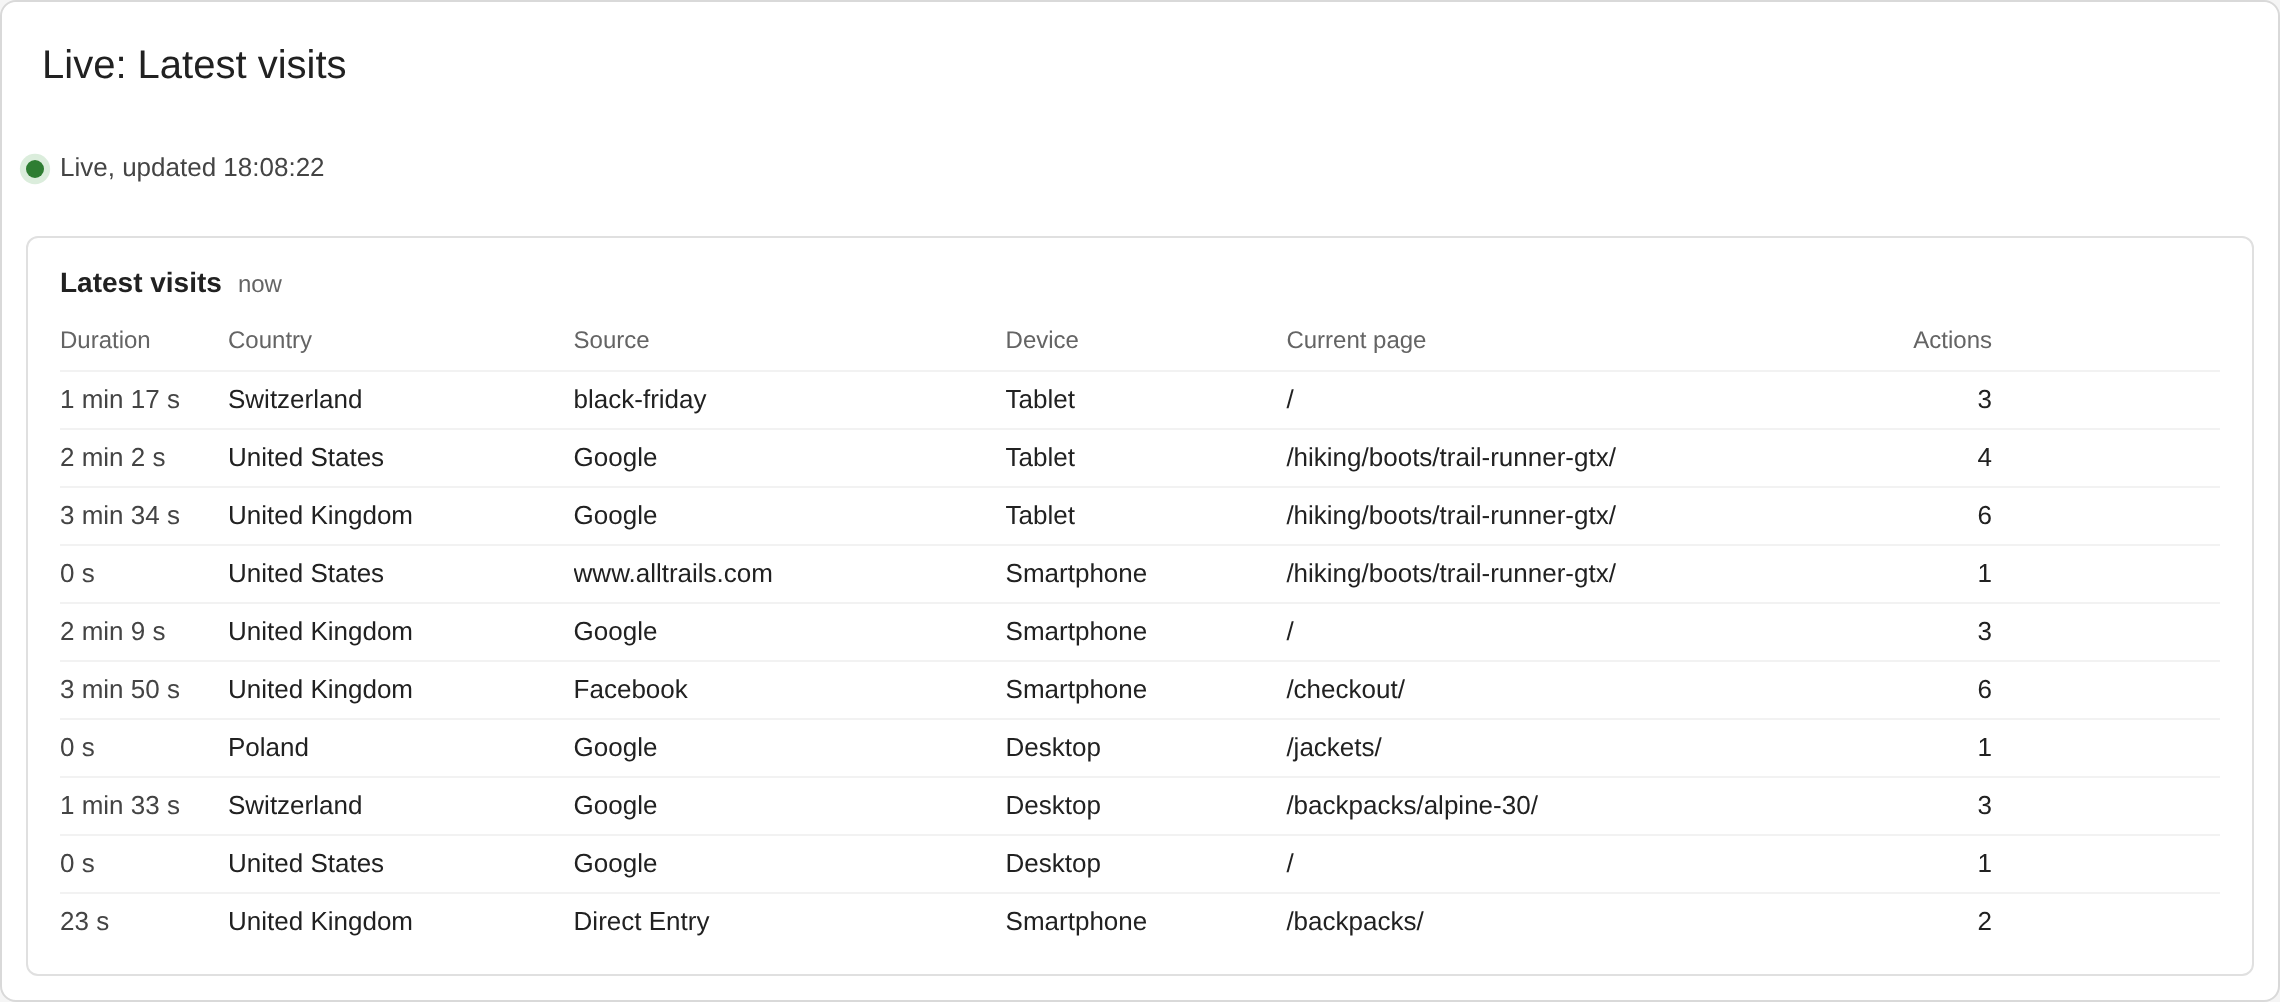 Live: Latest visits
Live, updated 18:08:22
Latest visits now
Duration Country Source Device Current page Actions
1 min 17 s Switzerland black-friday Tablet / 3
2 min 2 s United States Google Tablet /hiking/boots/trail-runner-gtx/ 4
3 min 34 s United Kingdom Google Tablet /hiking/boots/trail-runner-gtx/ 6
0 s United States www.alltrails.com Smartphone /hiking/boots/trail-runner-gtx/ 1
2 min 9 s United Kingdom Google Smartphone / 3
3 min 50 s United Kingdom Facebook Smartphone /checkout/ 6
0 s Poland Google Desktop /jackets/ 1
1 min 33 s Switzerland Google Desktop /backpacks/alpine-30/ 3
0 s United States Google Desktop / 1
23 s United Kingdom Direct Entry Smartphone /backpacks/ 2